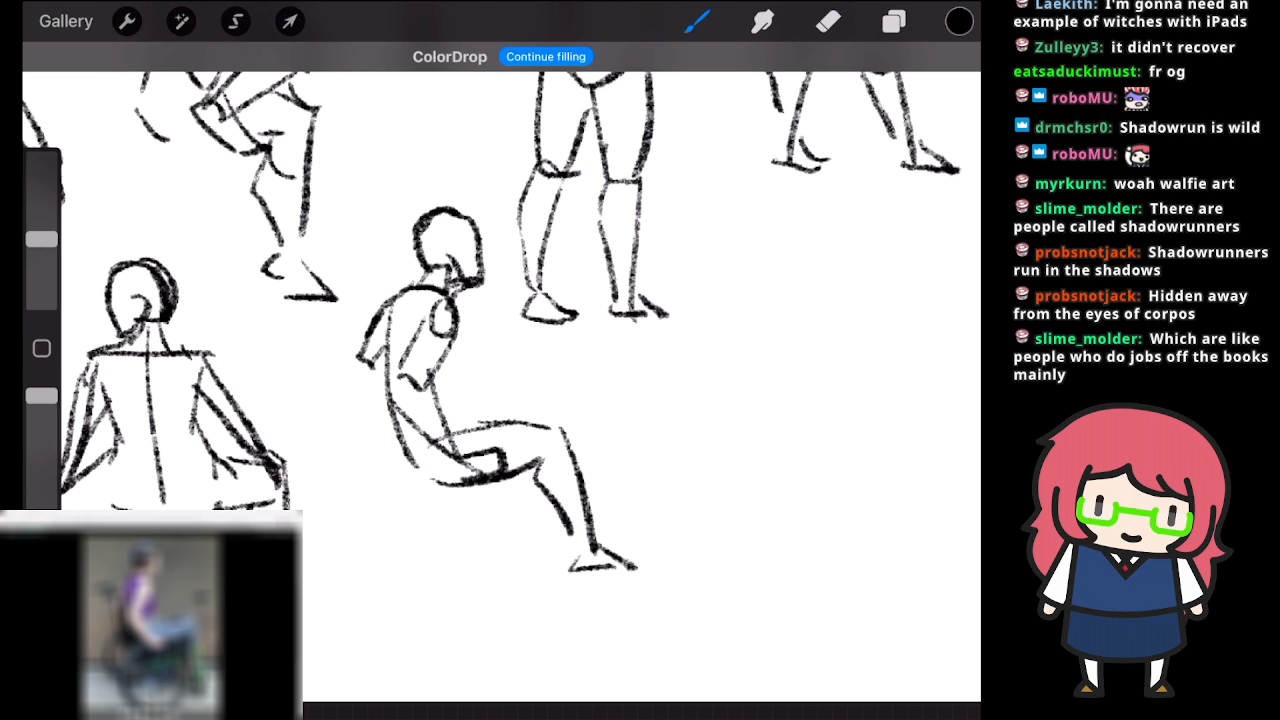 Gallery
ColorDrop Continue filling
Laekith: I'm gonna need an
example of witches with iPads
Zulleyy3: it didn't recover
eatsaduckimust: fr og
roboMU:
drmchsr0: Shadowrun is wild
roboMU:
myrkurn: woah walfie art
slime_molder: There are
people called shadowrunners
probsnotjack: Shadowrunners
run in the shadows
probsnotjack: Hidden away
from the eyes of corpos
slime_molder: Which are like
people who do jobs off the books
mainly